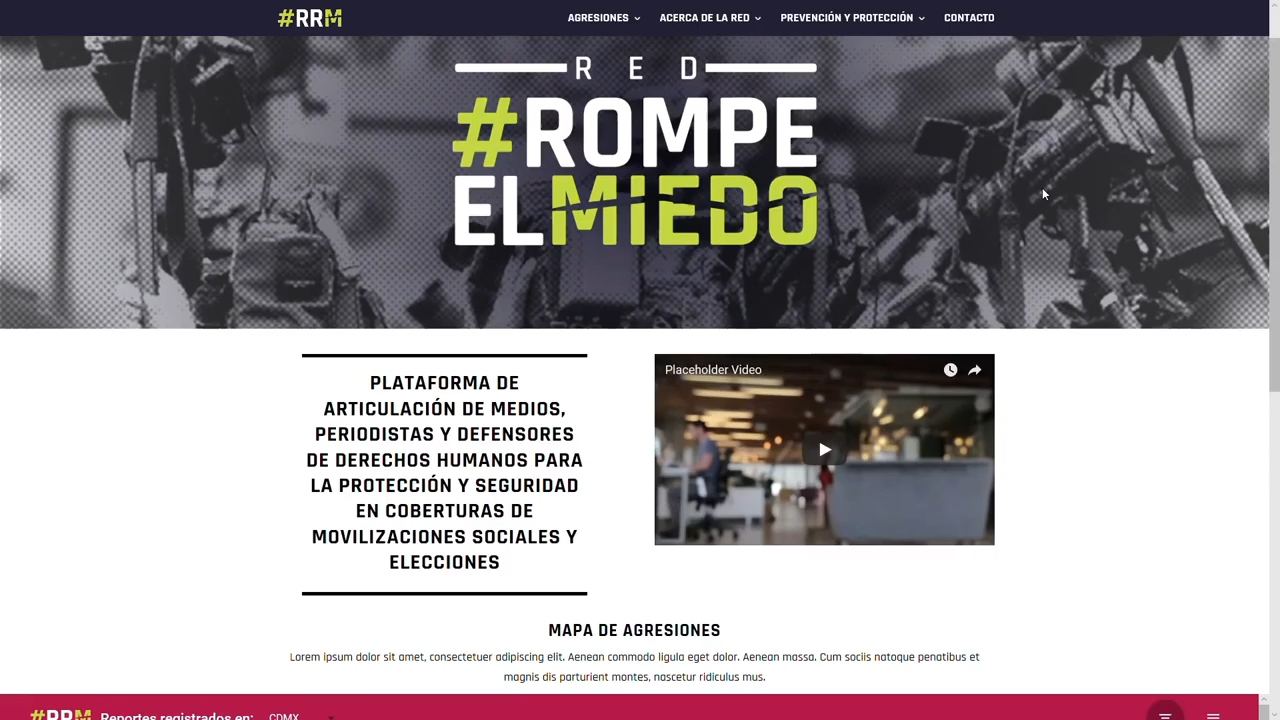 #RRM
AGRESIONES
ACERCA DE LA RED
PREVENCIÓN Y PROTECCIÓN
CONTACTO
RED
#ROMPE
ELMIEDO
PLATAFORMA DE
ARTICULACIÓN DE MEDIOS,
PERIODISTAS Y DEFENSORES
DE DERECHOS HUMANOS PARA
LA PROTECCIÓN Y SEGURIDAD
EN COBERTURAS DE
MOVILIZACIONES SOCIALES Y
ELECCIONES
Placeholder Video
MAPA DE AGRESIONES
Lorem ipsum dolor sit amet, consectetuer adipiscing elit. Aenean commodo ligula eget dolor. Aenean massa. Cum sociis natoque penatibus et
magnis dis parturient montes, nascetur ridiculus mus.
#RRM Reportes registrados en: CDMX